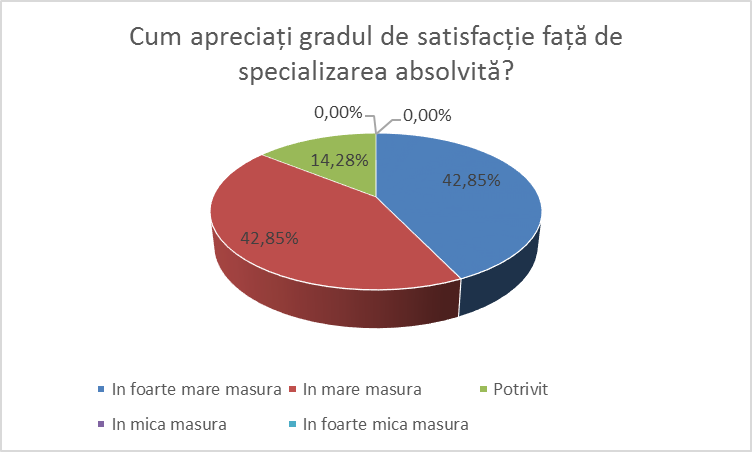 Cum apreciați gradul de satisfacție față de
specializarea absolvită?
0,00%
0,00%
14,28%
42,85%
42,85%
In foarte mare masura
In mare masura
Potrivit
In mica masura
In foarte mica masura